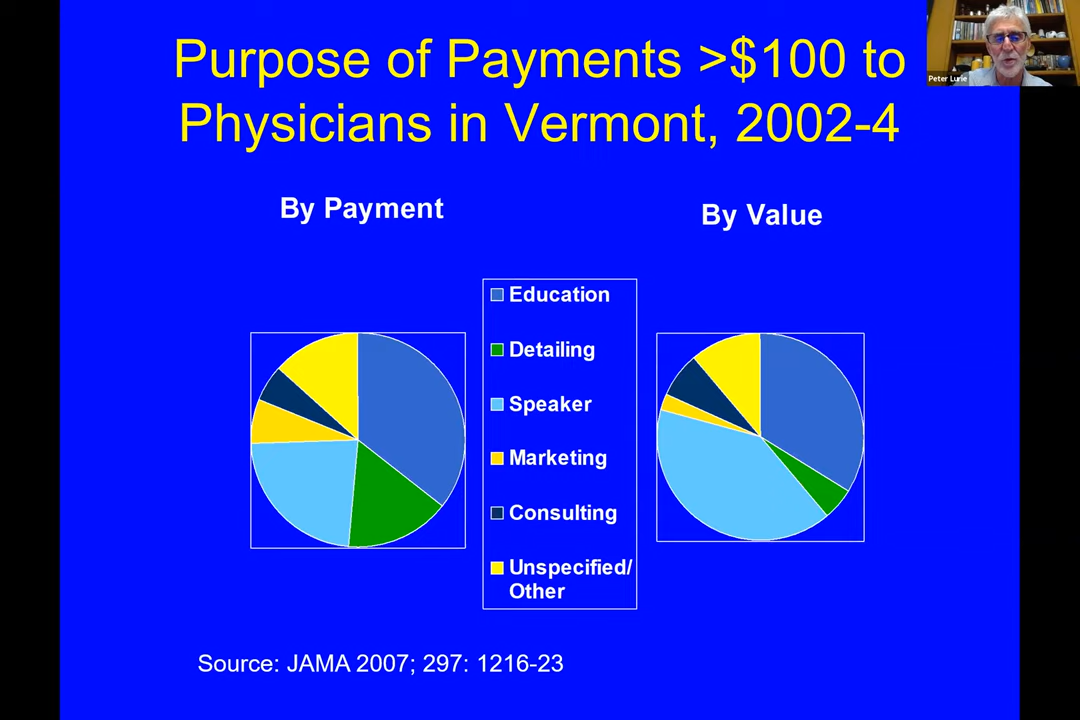 Purpose of Payments >$100 to
Physicians in Vermont, 2002-4
Peter Lurie
By Payment
By Value
Education
Detailing
Speaker
Marketing
Consulting
Unspecified/
Other
Source: JAMA 2007; 297: 1216-23